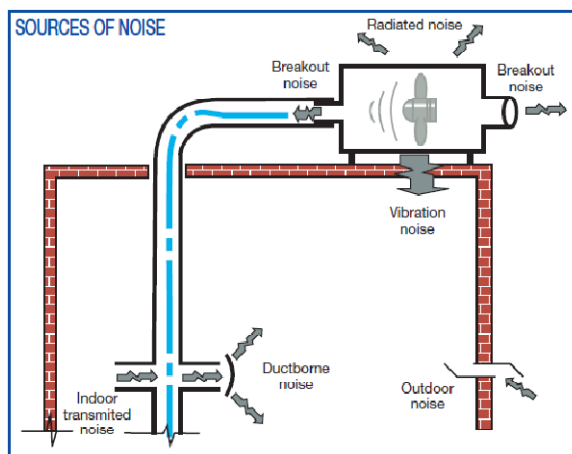 SOURCES OF NOISE
Radiated noise
Breakout
noise
Breakout
noise
Vibration
noise
Ductborne
noise
Indoor
transmited
noise
Outdoor
noise